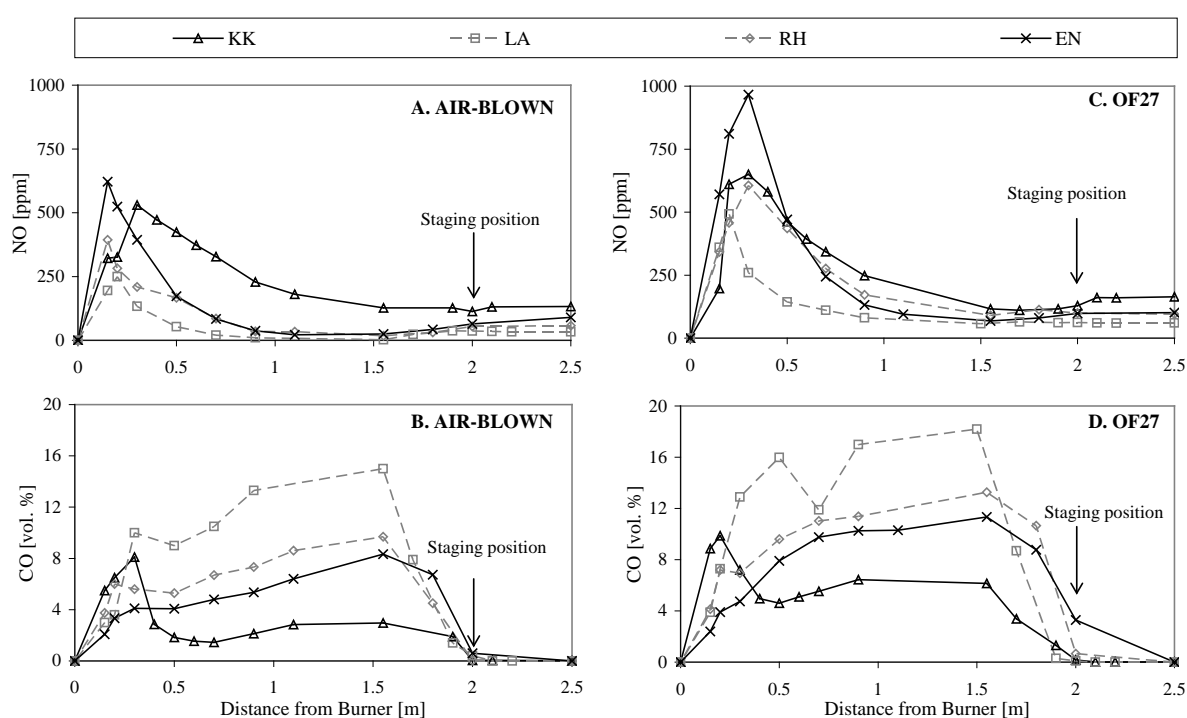 KK LA RH EN
A. AIR-BLOWN
NO [ppm]
1000
750
500
250
0
Staging position
0 0.5 1 1.5 2 2.5
C. OF27
NO [ppm]
1000
750
500
250
0
Staging position
0 0.5 1 1.5 2 2.5
B. AIR-BLOWN
CO [vol. %]
20
16
12
8
4
0
Staging position
0 0.5 1 1.5 2 2.5
Distance from Burner [m]
D. OF27
CO [vol. %]
20
16
12
8
4
0
Staging position
0 0.5 1 1.5 2 2.5
Distance from Burner [m]